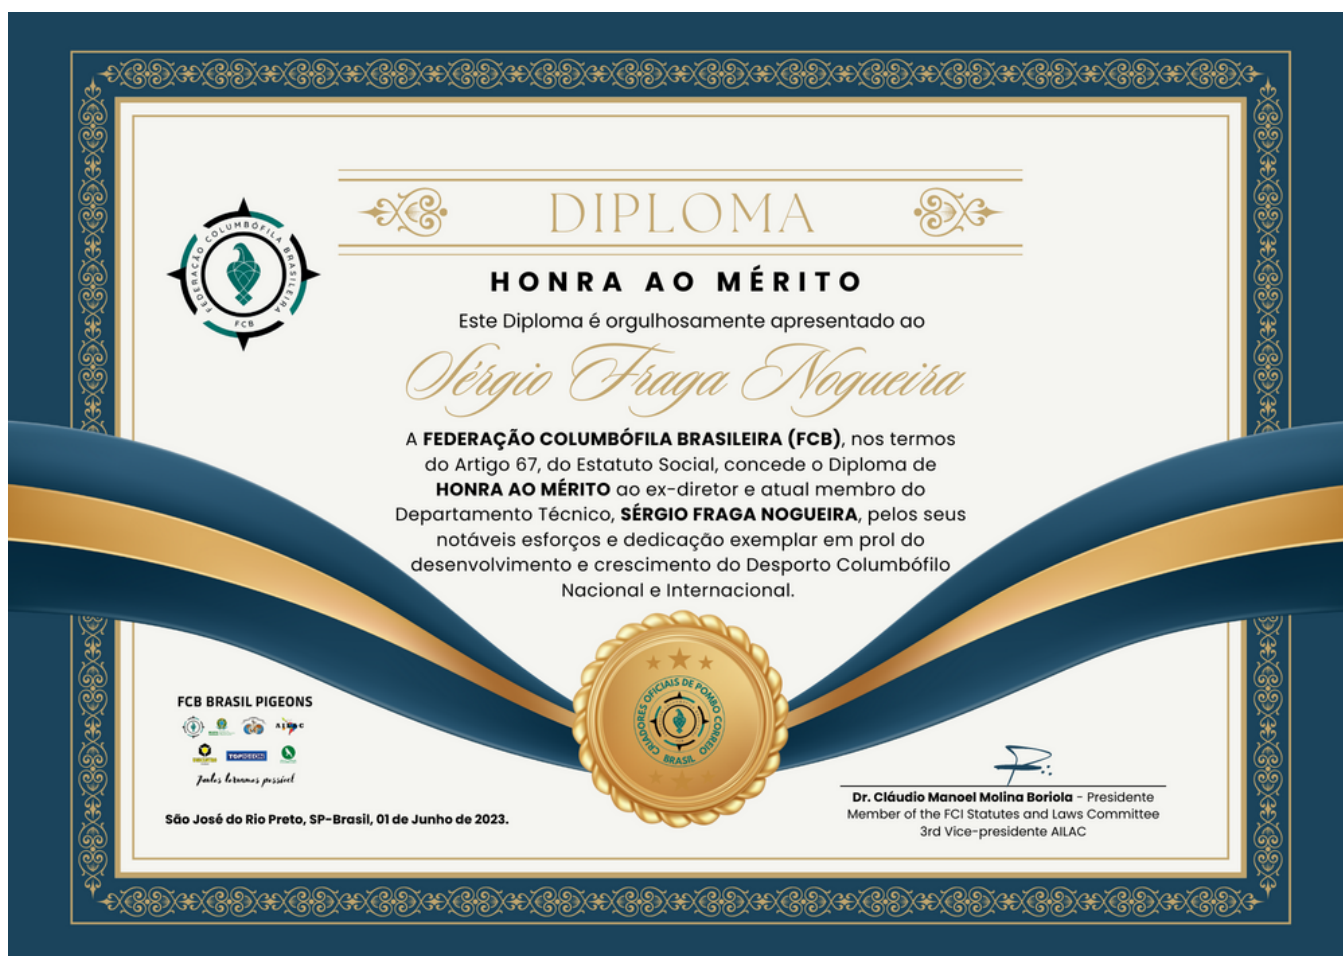 DIPLOMA
FEDERAÇÃO COLUMBÓFILA BRASILEIRA
FCB
HONRA AO MÉRITO
Este Diploma é orgulhosamente apresentado ao
Sérgio Fraga Nogueira
A FEDERAÇÃO COLUMBÓFILA BRASILEIRA (FCB), nos termos
do Artigo 67, do Estatuto Social, concede o Diploma de
HONRA AO MÉRITO ao ex-diretor e atual membro do
Departamento Técnico, SÉRGIO FRAGA NOGUEIRA, pelos seus
notáveis esforços e dedicação exemplar em prol do
desenvolvimento e crescimento do Desporto Columbófilo
Nacional e Internacional.
CRIADORES OFICIAIS DE POMBO CORREIO
BRASIL
FCB BRASIL PIGEONS
TOPIGEON
Juntos tornamos possível
São José do Rio Preto, SP-Brasil, 01 de Junho de 2023.
Dr. Cláudio Manoel Molina Boriola - Presidente
Member of the FCI Statutes and Laws Committee
3rd Vice-presidente AILAC